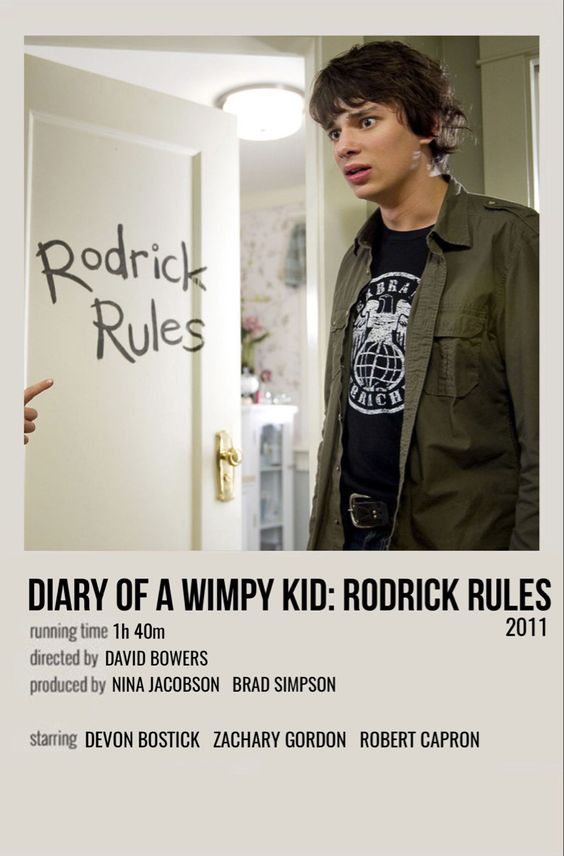 Rodrick
Rules
DIARY OF A WIMPY KID: RODRICK RULES
2011
running time 1h 40m
directed by DAVID BOWERS
produced by NINA JACOBSON BRAD SIMPSON
starring DEVON BOSTICK ZACHARY GORDON ROBERT CAPRON